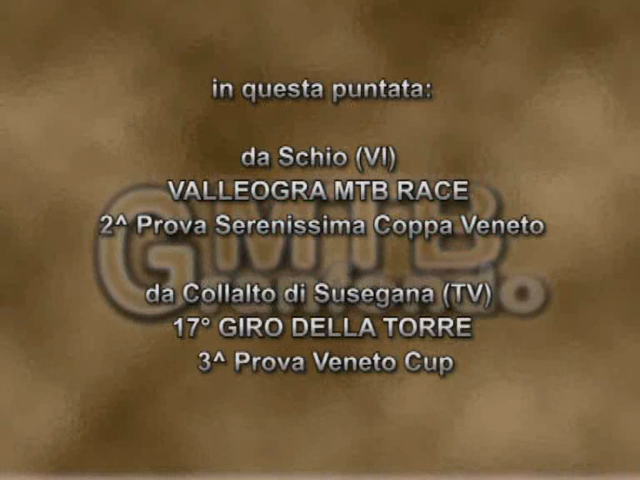 in questa puntata:
da Schio (VI)
VALLEOGRA MTB RACE
2^ Prova Serenissima Coppa Veneto
da Collalto di Susegana (TV)
17° GIRO DELLA TORRE
3^ Prova Veneto Cup
MTB